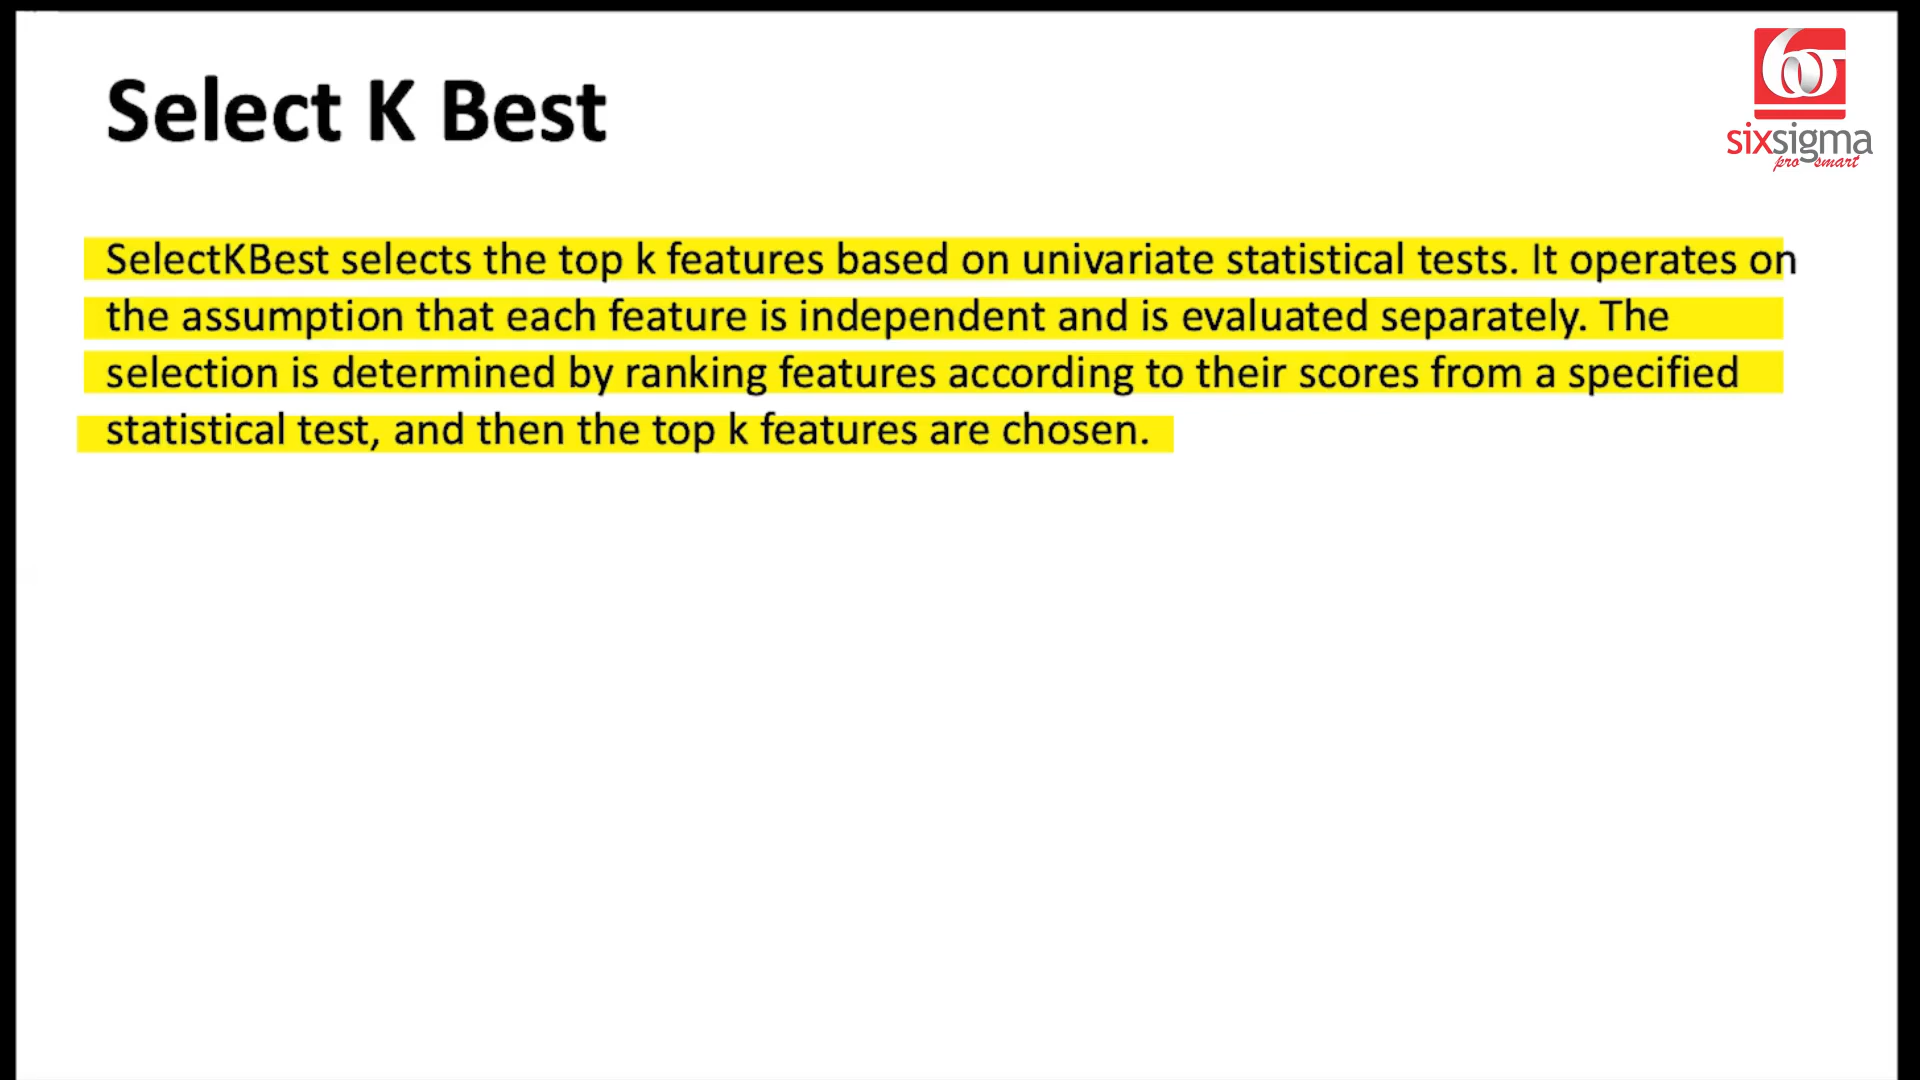 Select K Best
sixsigma
pro smart
SelectKBest selects the top k features based on univariate statistical tests. It operates on
the assumption that each feature is independent and is evaluated separately. The
selection is determined by ranking features according to their scores from a specified
statistical test, and then the top k features are chosen.